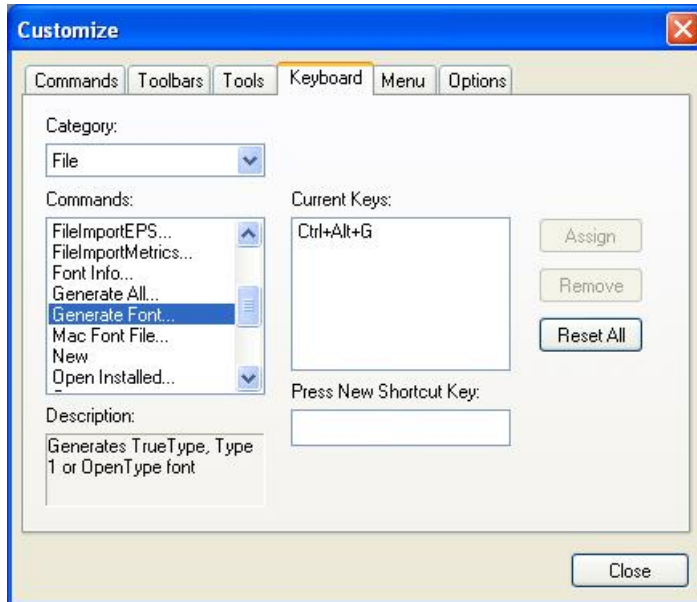 Customize
Commands
Toolbars
Tools
Keyboard
Menu
Options
Category:
File
Commands:
FileImportEPS...
FileImportMetrics...
Font Info...
Generate All...
Generate Font...
Mac Font File...
New
Open Installed...
Description:
Generates TrueType, Type
1 or OpenType font
Current Keys:
Ctrl+Alt+G
Press New Shortcut Key:
Assign
Remove
Reset All
Close